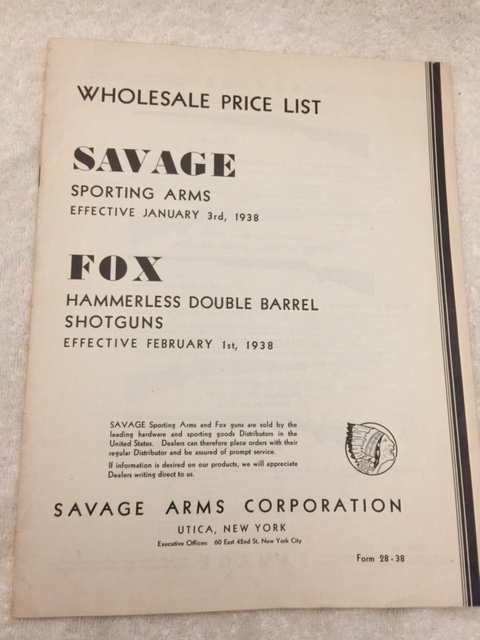 WHOLESALE PRICE LIST
SAVAGE
SPORTING ARMS
EFFECTIVE JANUARY 3rd, 1938
FOX
HAMMERLESS DOUBLE BARREL
SHOTGUNS
EFFECTIVE FEBRUARY 1st, 1938
SAVAGE Sporting Arms and Fox guns are sold by the
leading hardware and sporting goods Distributors in the
United States. Dealers can therefore place orders with their
regular Distributor and be assured of prompt service.
If information is desired on our products, we will appreciate
Dealers writing direct to us.
SAVAGE ARMS CORPORATION
UTICA, NEW YORK
Executive Offices: 60 East 42nd St. New York City
Form 28-38